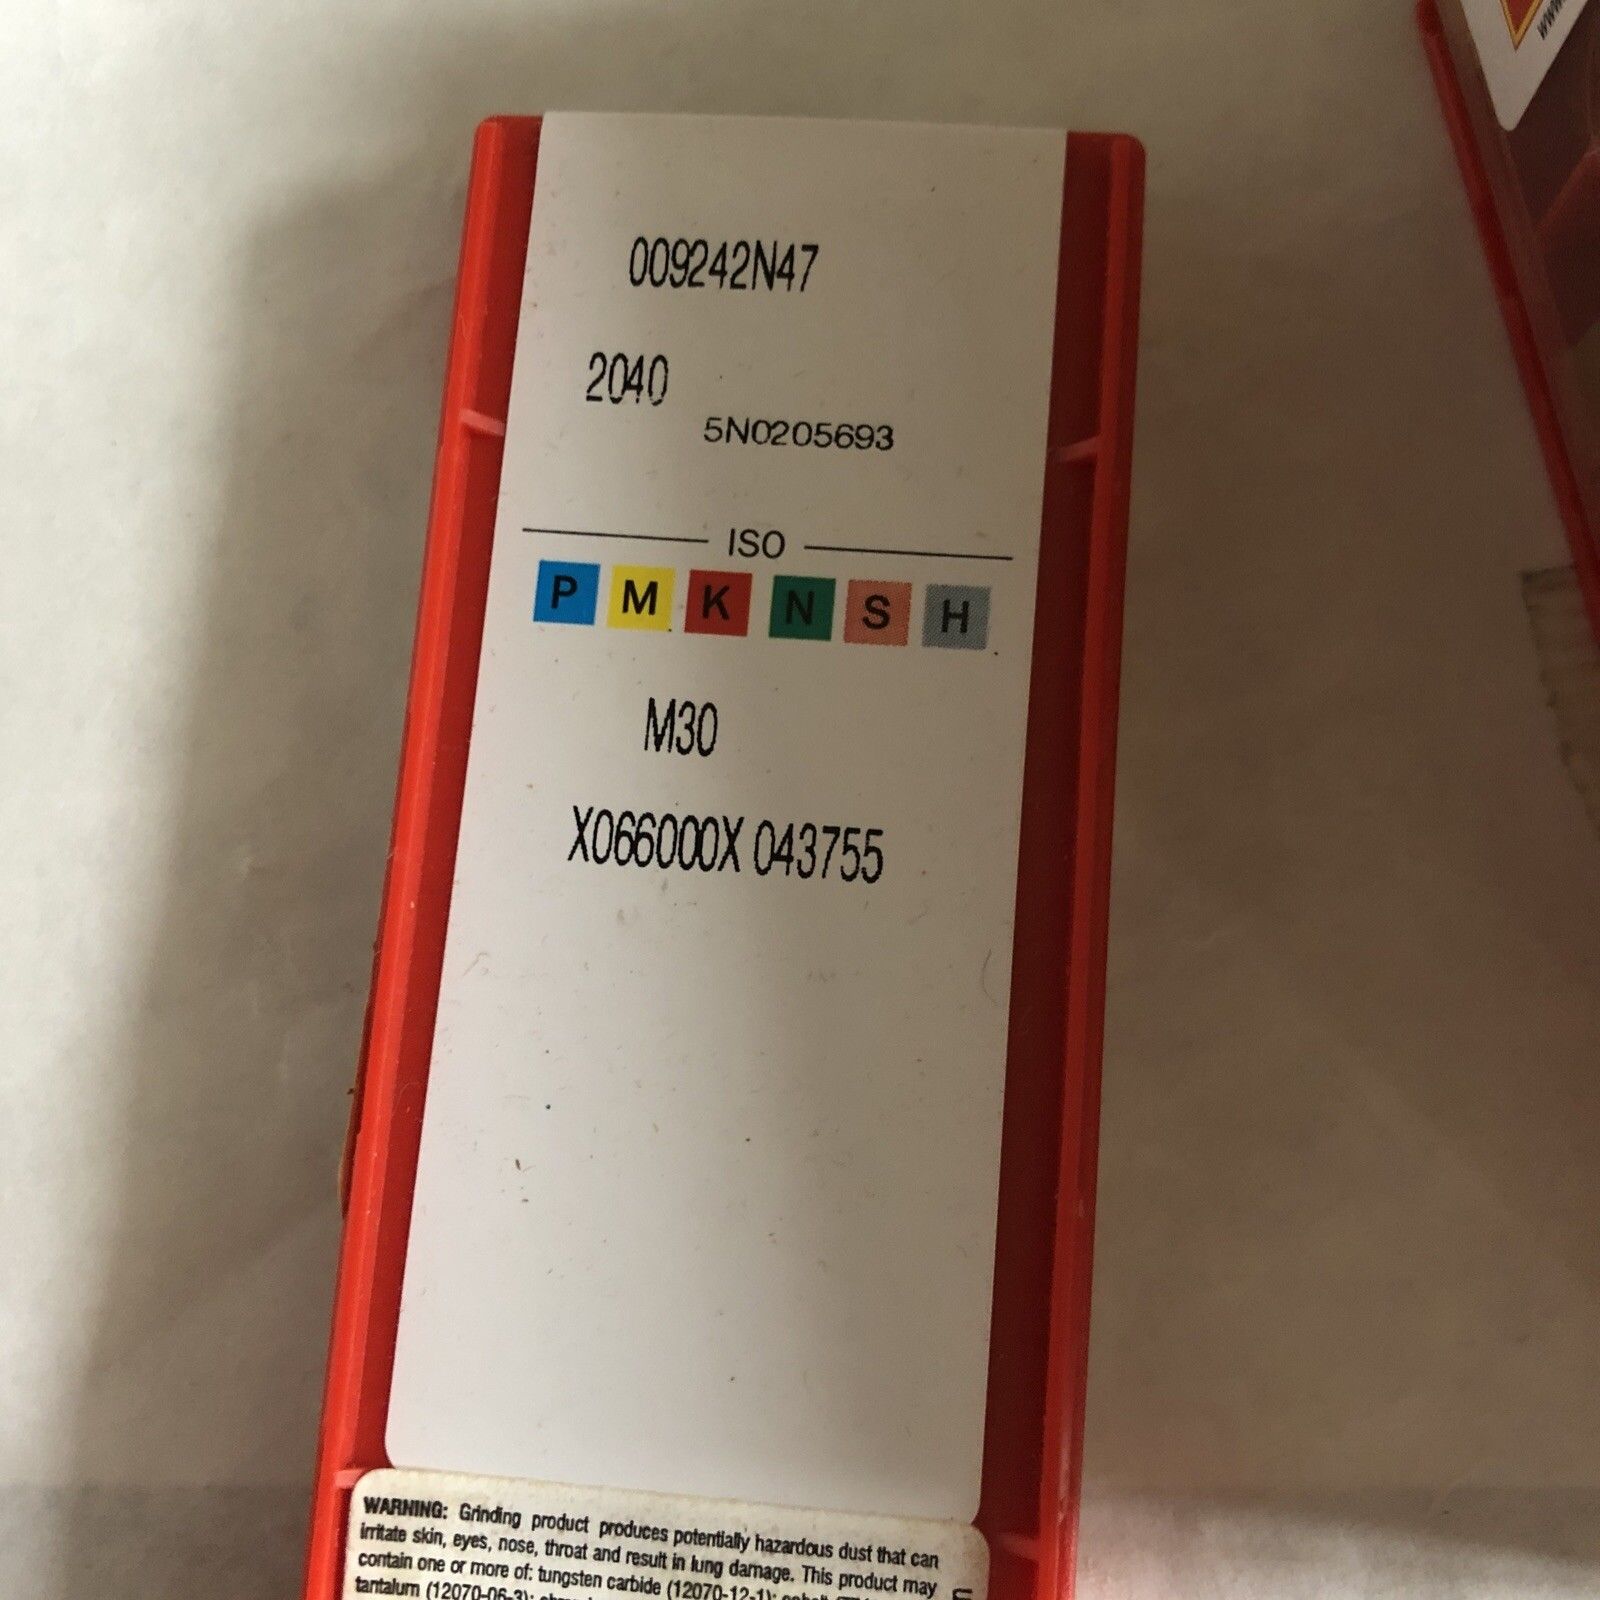 009242N47
2040
5N0205693
ISO
P M K N S H
M30
X066000X 043755
WARNING: Grinding product produces potentially hazardous dust that can
irritate skin, eyes, nose, throat and result in lung damage. This product may
contain one or more of: tungsten carbide (12070-12-1);
tantalum (12070-06-3);